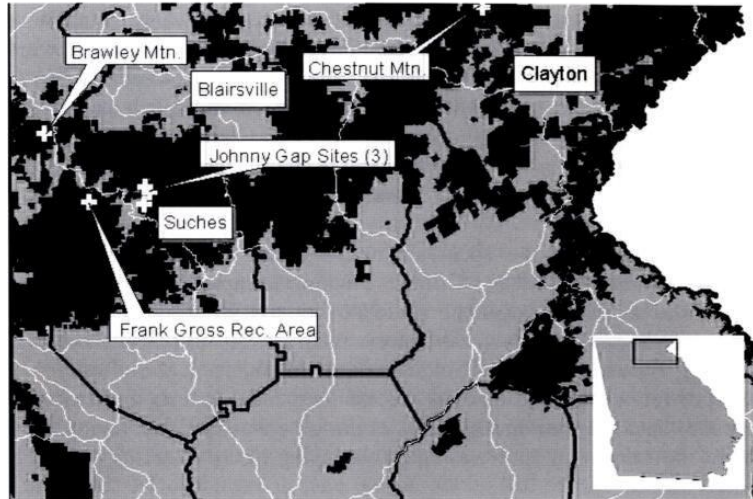 Brawley Mtn.
Blairsville
Chestnut Mtn.
Clayton
Johnny Gap Sites (3)
Suches
Frank Gross Rec. Area